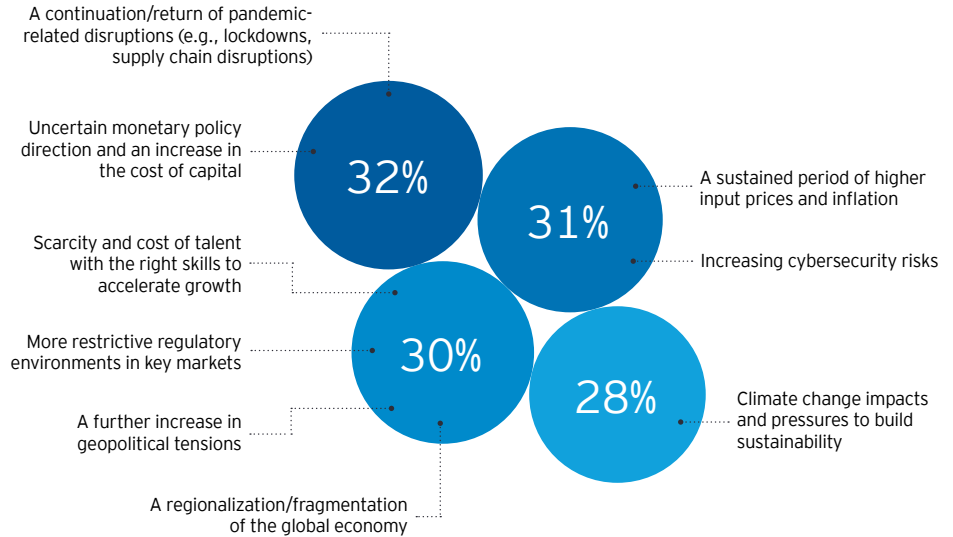 A continuation/return of pandemic-
related disruptions (e.g., lockdowns,
supply chain disruptions)
Uncertain monetary policy
direction and an increase in
the cost of capital
32%
31%
A sustained period of higher
input prices and inflation
Increasing cybersecurity risks
Scarcity and cost of talent
with the right skills to
accelerate growth
More restrictive regulatory
environments in key markets
A further increase in
geopolitical tensions
A regionalization/fragmentation
of the global economy
30%
28%
Climate change impacts
and pressures to build
sustainability